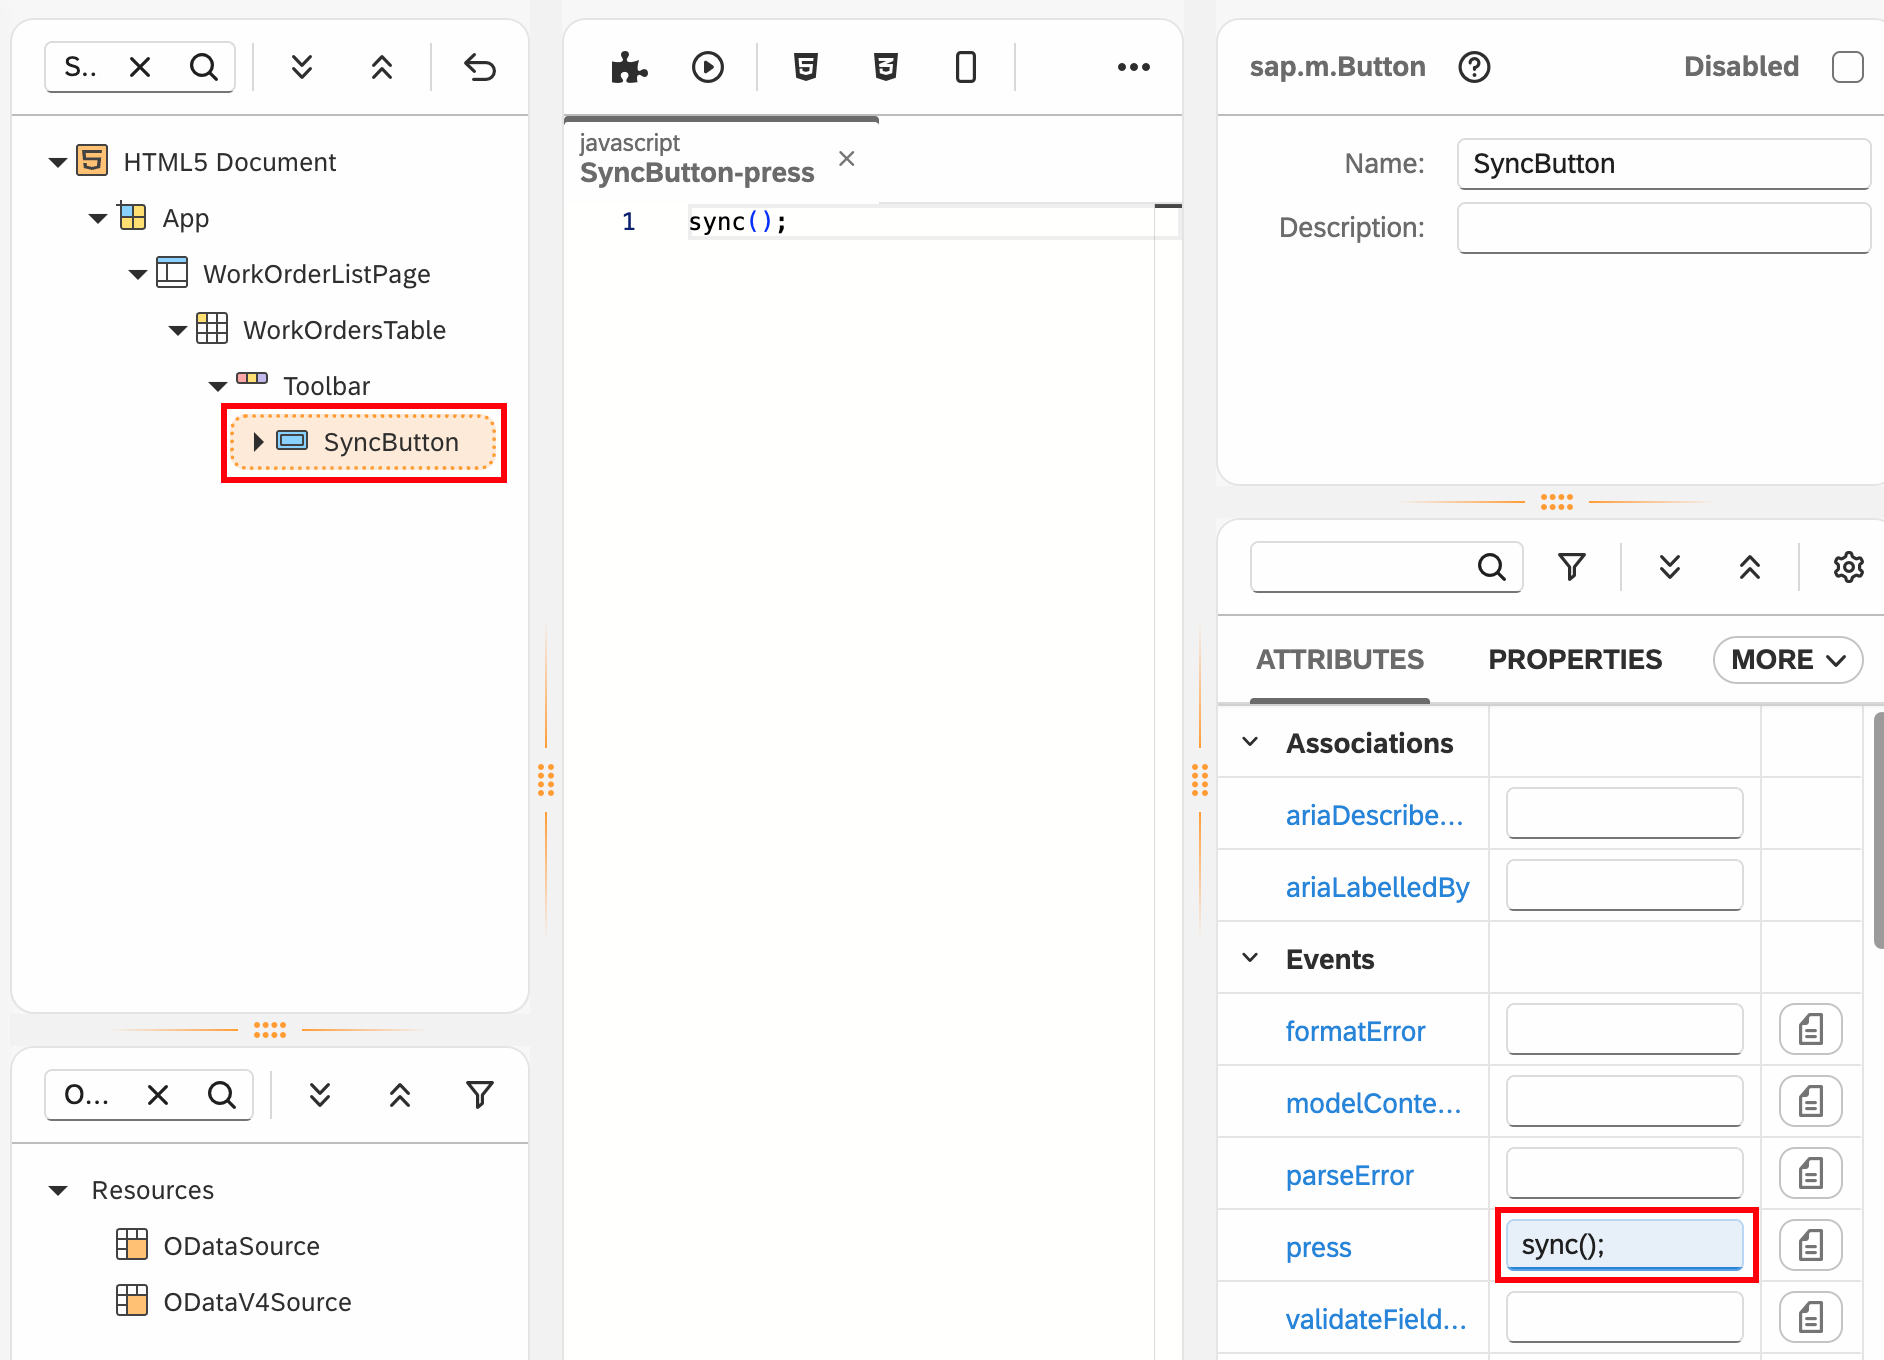 S..
HTML5 Document
App
WorkOrderListPage
WorkOrdersTable
Toolbar
SyncButton
O...
Resources
ODataSource
ODataV4Source
javascript
SyncButton-press
1 sync();
sap.m.Button
Disabled
Name: SyncButton
Description:
ATTRIBUTES PROPERTIES MORE
Associations
ariaDescribe...
ariaLabelledBy
Events
formatError
modelConte...
parseError
press sync();
validateField...